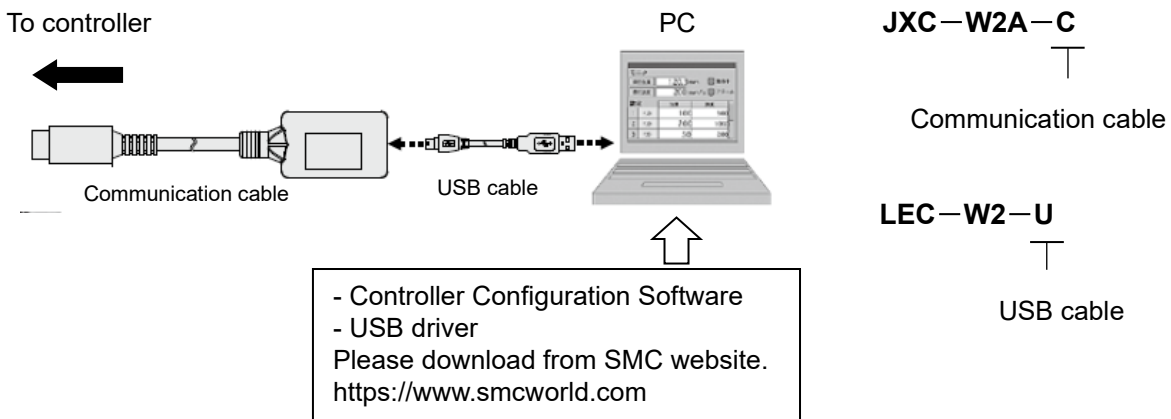 To controller
PC
JXC－W2A－C
Communication cable
Communication cable
USB cable
LEC－W2－U
USB cable
- Controller Configuration Software
- USB driver
Please download from SMC website.
https://www.smcworld.com